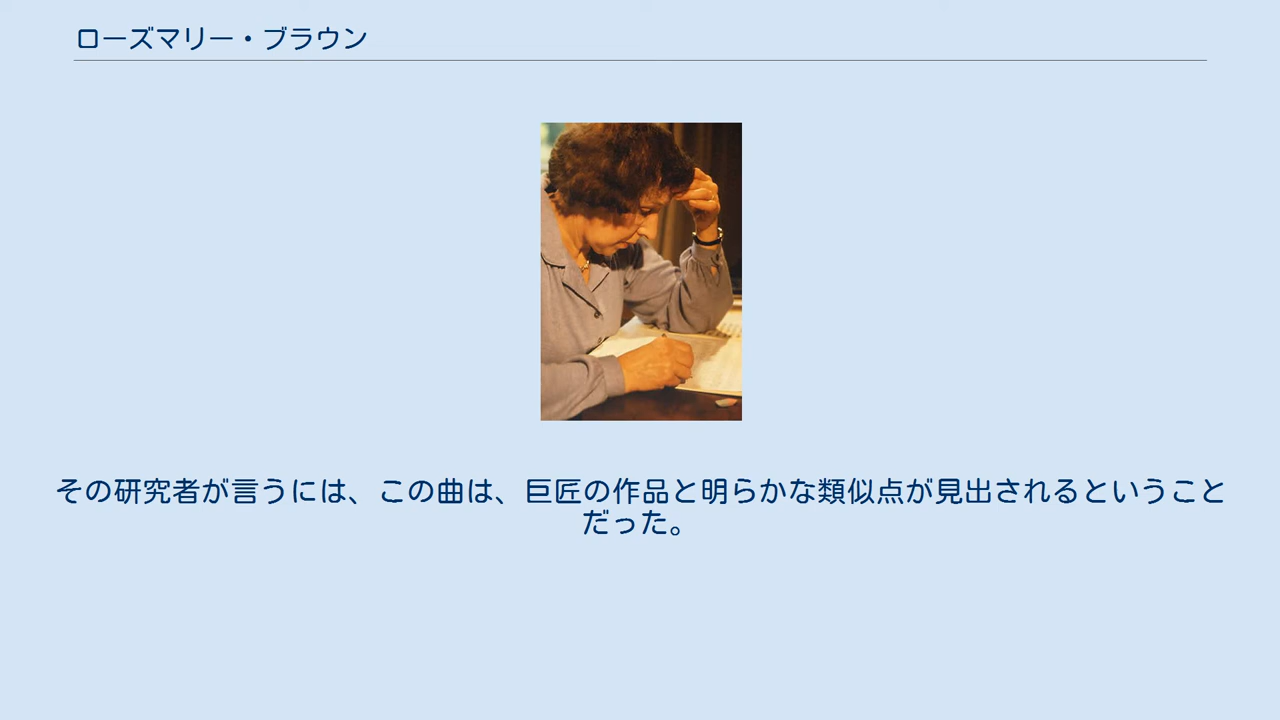 ローズマリー・ブラウン
その研究者が言うには、この曲は、巨匠の作品と明らかな類似点が見出されるということ
だった。